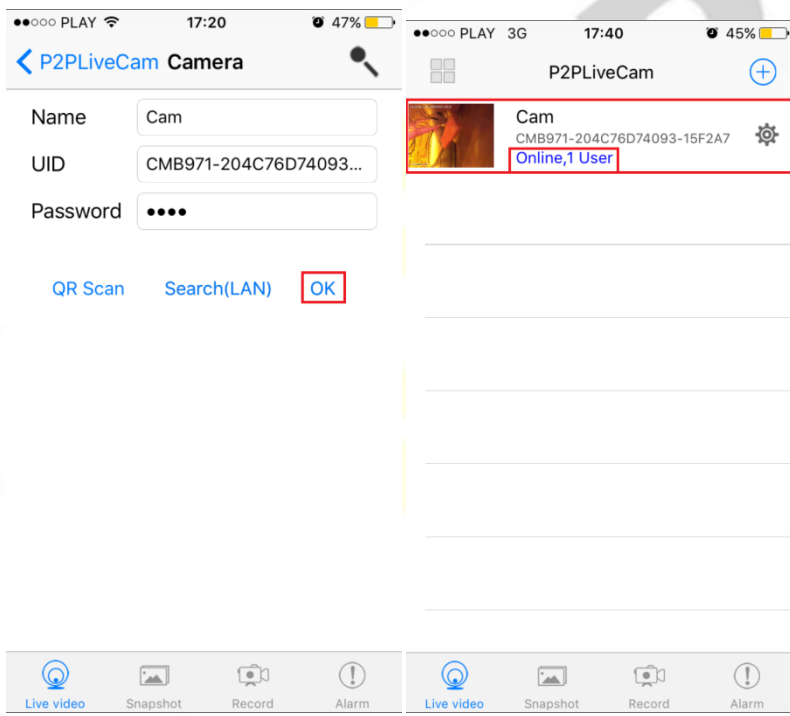 PLAY 17:20 47%
P2PLiveCam Camera
Name Cam
UID CMB971-204C76D74093...
Password ••••
QR Scan Search(LAN) OK
Live video Snapshot Record Alarm
PLAY 3G 17:40 45%
P2PLiveCam
Cam
CMB971-204C76D74093-15F2A7
Online,1 User
Live video Snapshot Record Alarm